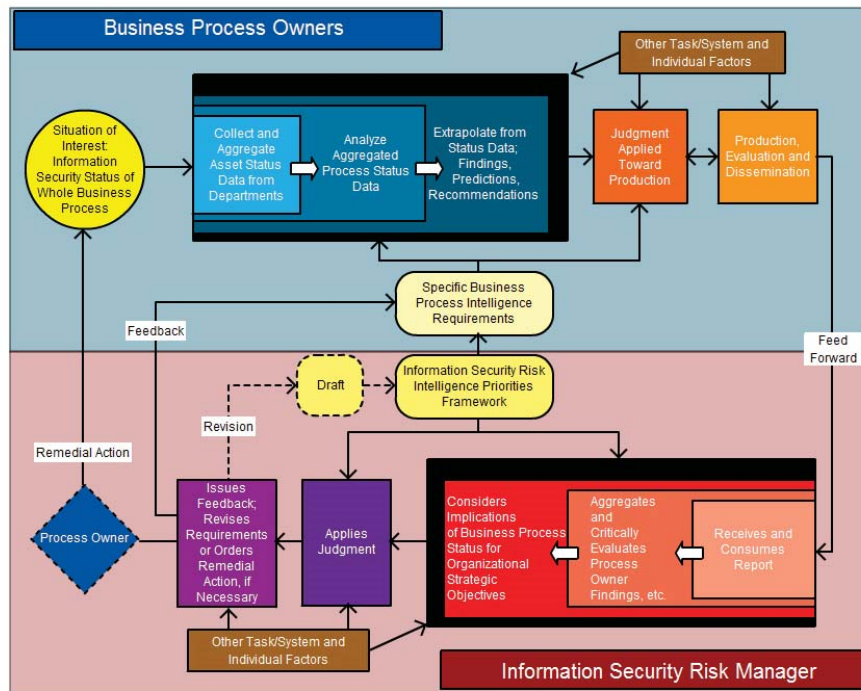 Business Process Owners
Other Task/System and
Individual Factors
Situation of
Interest:
Information
Security Status of
Whole Business
Process
Collect and
Aggregate
Asset Status
Data from
Departments
Analyze
Aggregated
Process Status
Data
Extrapolate from
Status Data;
Findings,
Predictions,
Recommendations
Judgment
Applied
Toward
Production
Production,
Evaluation and
Dissemination
Specific Business
Process Intelligence
Requirements
Feedback
Feed
Forward
Draft
Information Security Risk
Intelligence Priorities
Framework
Revision
Remedial Action
Process Owner
Issues
Feedback;
Revises
Requirements
or Orders
Remedial
Action, if
Necessary
Applies
Judgment
Considers
Implications
of Business Process
Status for
Organizational
Strategic
Objectives
Aggregates
and
Critically
Evaluates
Process
Owner
Findings, etc.
Receives and
Consumes
Report
Other Task/System and
Individual Factors
Information Security Risk Manager